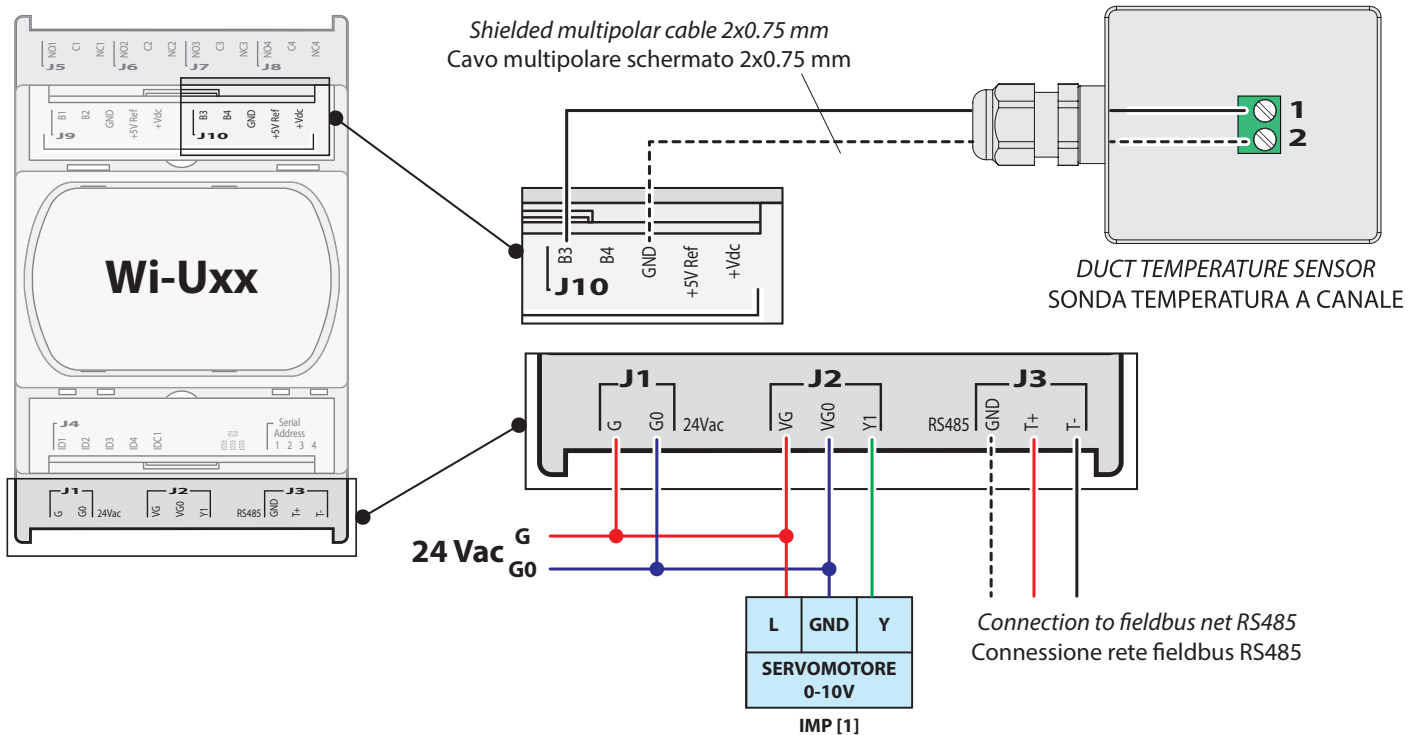 Shielded multipolar cable 2x0.75 mm
Cavo multipolare schermato 2x0.75 mm
NO1 C1 NC1 NO2 C2 NC2 NO3 C3 NC3 NO4 C4 NC4
J5 J6 J7 J8
B1 B2 GND +5V Ref +Vdc B3 B4 GND +5V Ref +Vdc
J9 J10
1
2
DUCT TEMPERATURE SENSOR
SONDA TEMPERATURA A CANALE
B3 B4 GND +5V Ref +Vdc
J10
Wi-Uxx
J1 J2 J3
G G0 24Vac VG VG0 Y1 RS485 GND T+ T-
J4
ID1 ID2 ID3 ID4 IDC1
Serial
Address
1 2 3 4
J1 J2 J3
G G0 24Vac VG VG0 Y1 RS485 GND T+ T-
24 Vac
G
G0
L GND Y
SERVOMOTORE
0-10V
IMP [1]
Connection to fieldbus net RS485
Connessione rete fieldbus RS485